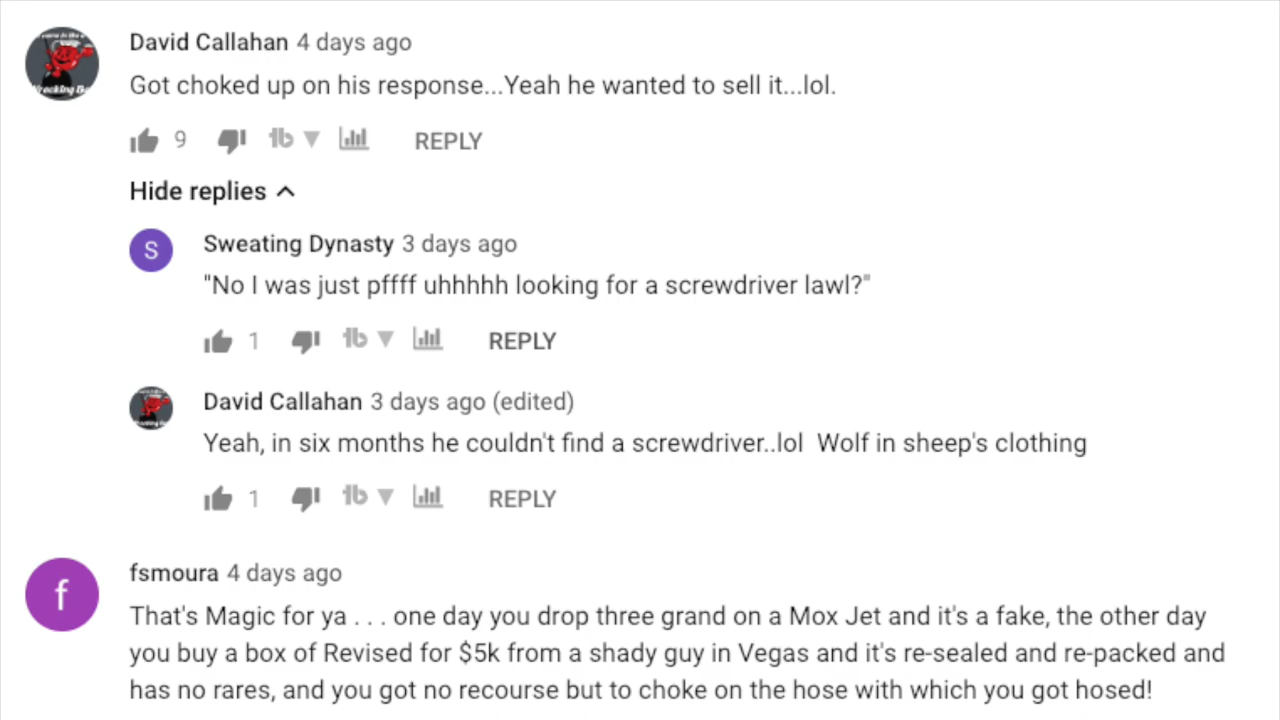 David Callahan 4 days ago
Got choked up on his response...Yeah he wanted to sell it...lol.
9 REPLY
Hide replies
S
Sweating Dynasty 3 days ago
"No I was just pffff uhhhhh looking for a screwdriver lawl?"
1 REPLY
David Callahan 3 days ago (edited)
Yeah, in six months he couldn't find a screwdriver..lol  Wolf in sheep's clothing
1 REPLY
f
fsmoura 4 days ago
That's Magic for ya . . . one day you drop three grand on a Mox Jet and it's a fake, the other day
you buy a box of Revised for $5k from a shady guy in Vegas and it's re-sealed and re-packed and
has no rares, and you got no recourse but to choke on the hose with which you got hosed!